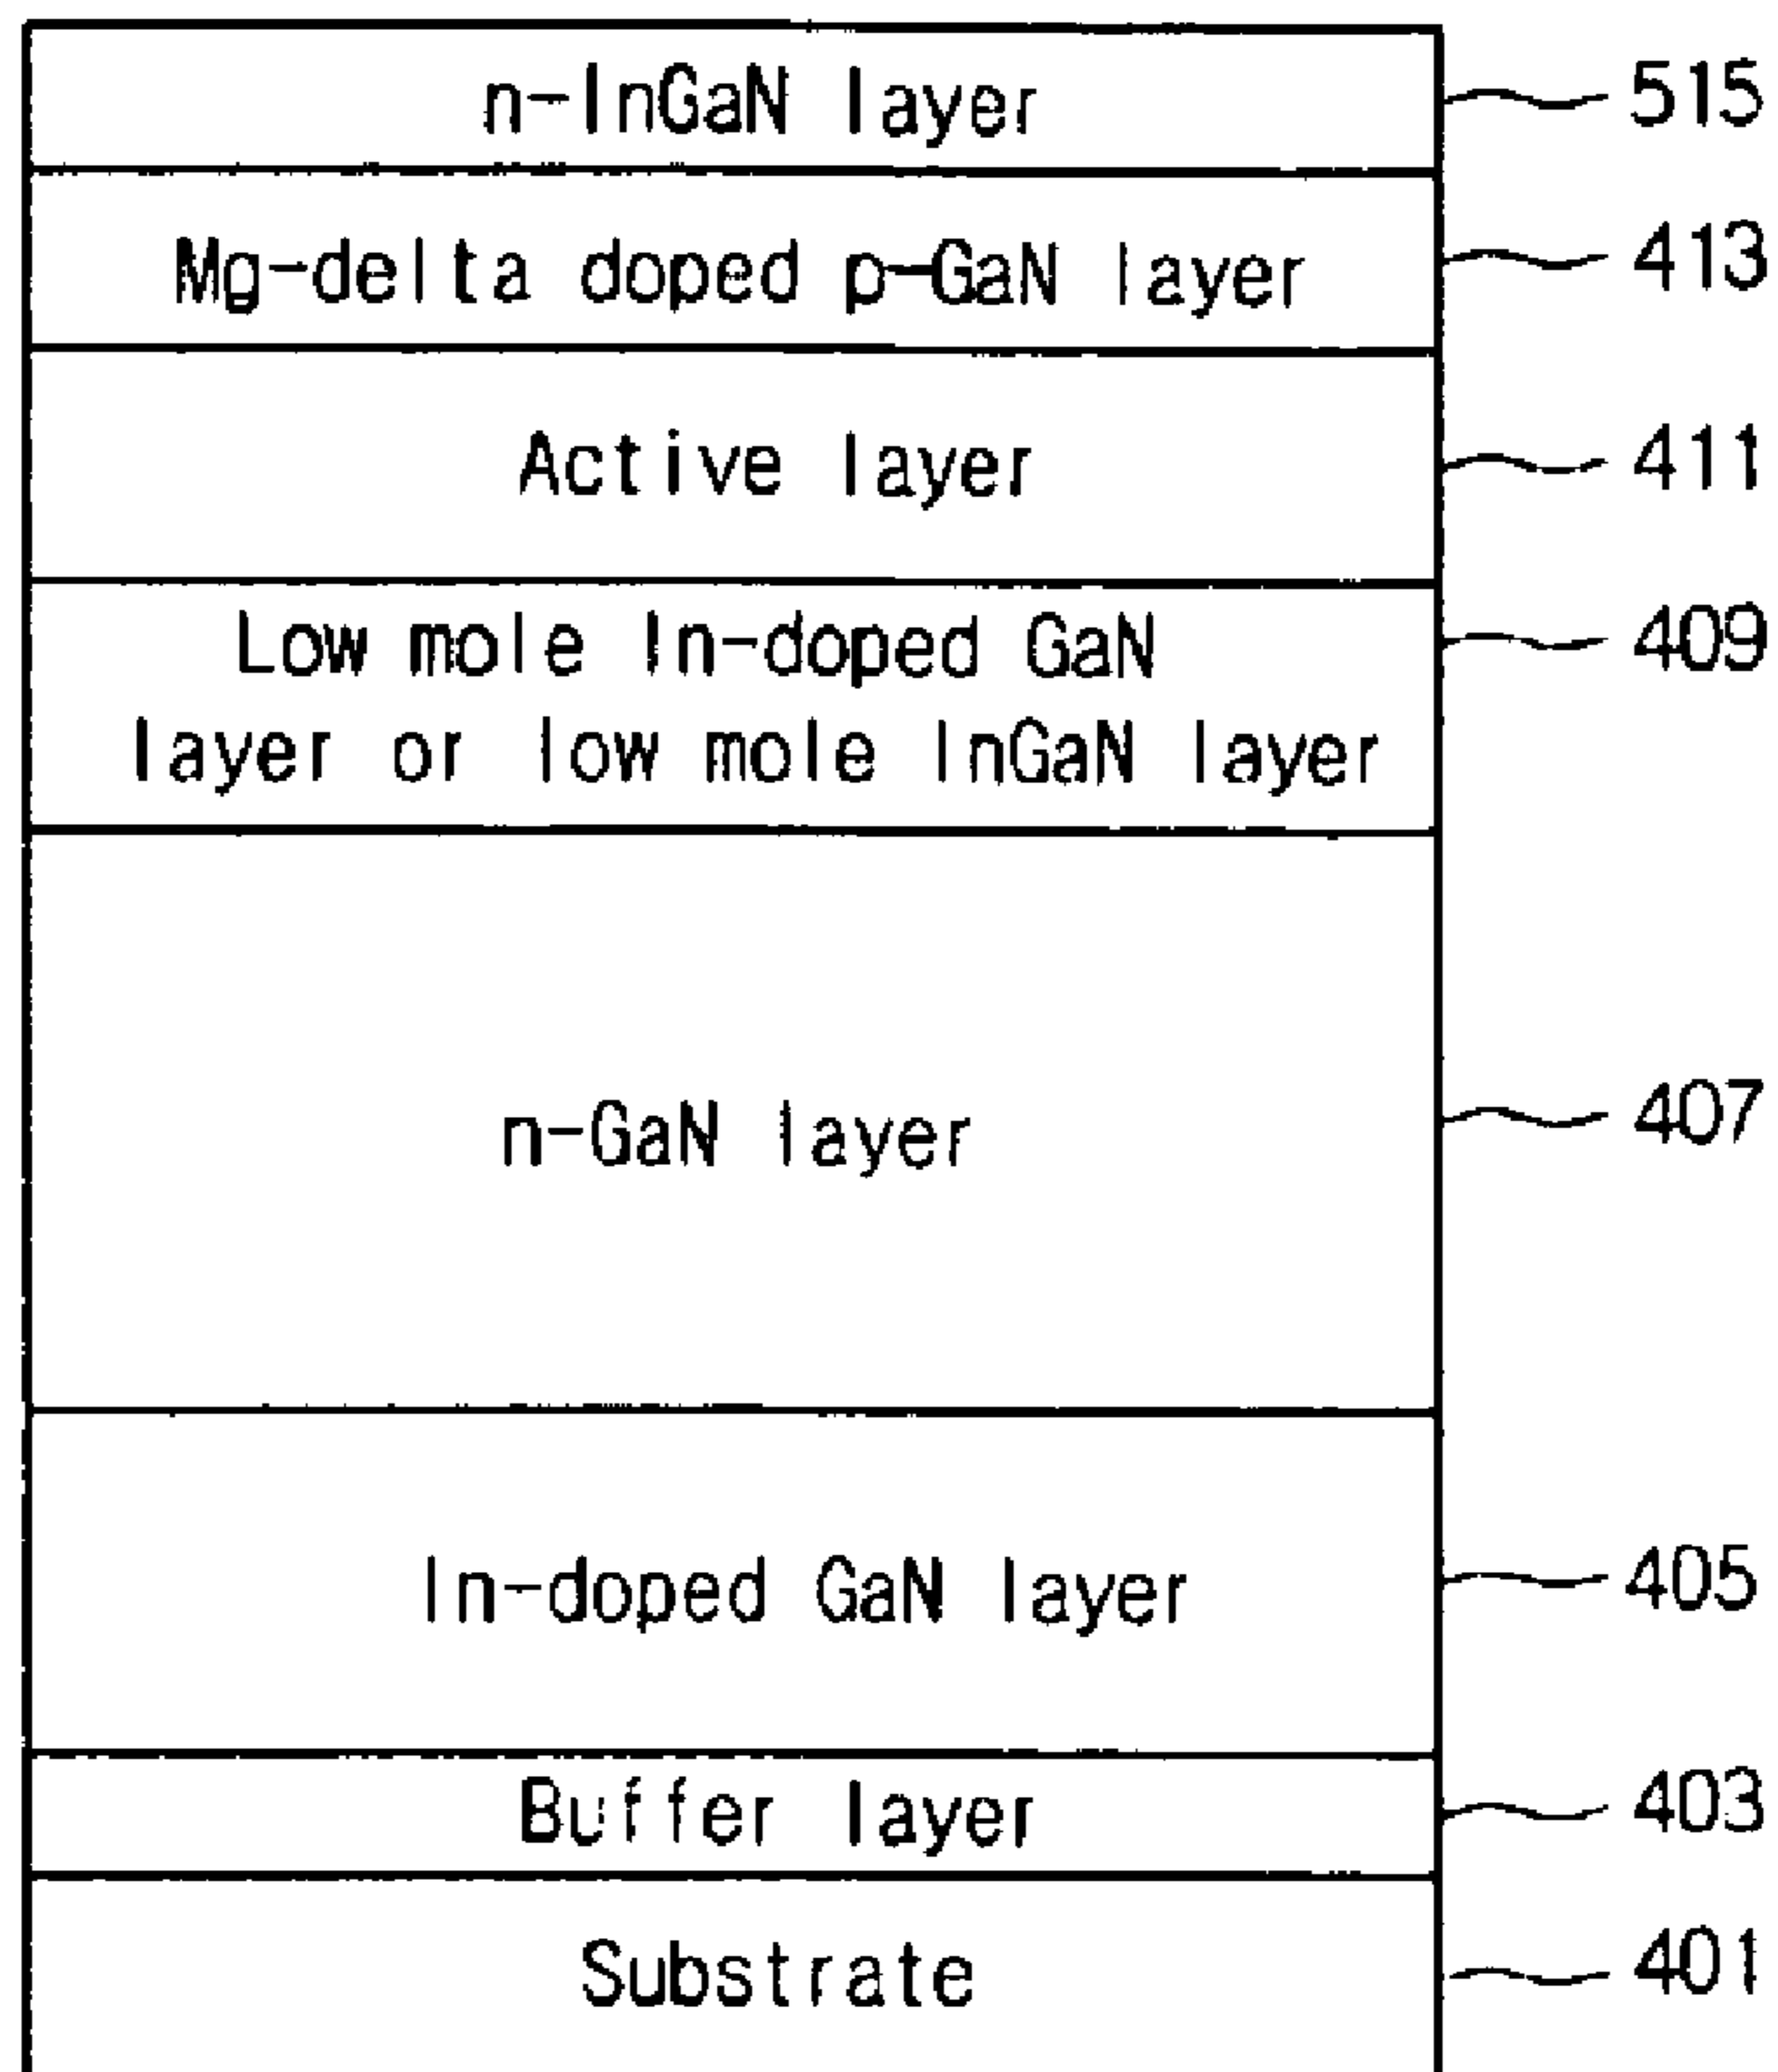 n-InGaN layer 515
Mg-delta doped p-GaN layer 413
Active layer 411
Low mole In-doped GaN 409
layer or low mole InGaN layer
n-GaN layer 407
In-doped GaN layer 405
Buffer layer 403
Substrate 401